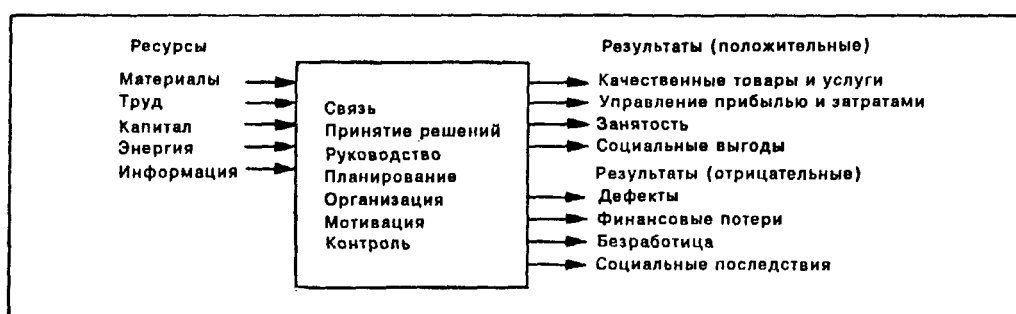 Ресурсы
Материалы
Труд
Капитал
Энергия
Информация
Связь
Принятие решений
Руководство
Планирование
Организация
Мотивация
Контроль
Результаты (положительные)
Качественные товары и услуги
Управление прибылью и затратами
Занятость
Социальные выгоды
Результаты (отрицательные)
Дефекты
Финансовые потери
Безработица
Социальные последствия